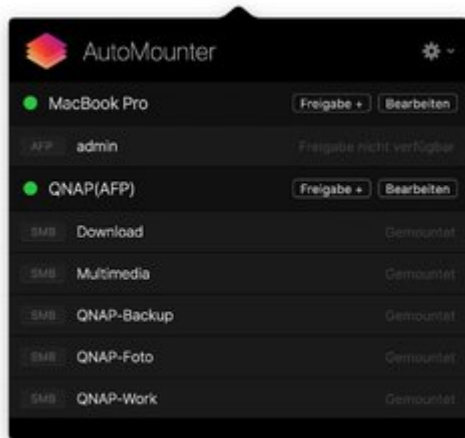 AutoMounter
MacBook Pro Freigabe + Bearbeiten
AFP admin Freigabe nicht verfügbar
QNAP(AFP) Freigabe + Bearbeiten
SMB Download Gemountet
SMB Multimedia Gemountet
SMB QNAP-Backup Gemountet
SMB QNAP-Foto Gemountet
SMB QNAP-Work Gemountet